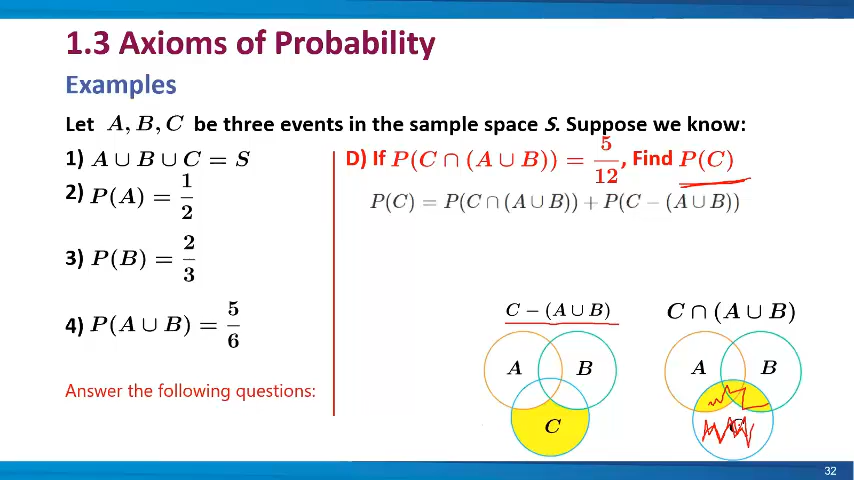 1.3 Axioms of Probability
Examples
Let A, B, C be three events in the sample space S. Suppose we know:
1) A ∪ B ∪ C = S
2) P(A) = 1/2
3) P(B) = 2/3
4) P(A ∪ B) = 5/6
Answer the following questions:
D) If P(C ∩ (A ∪ B)) = 5/12, Find P(C)
P(C) = P(C ∩ (A ∪ B)) + P(C − (A ∪ B))
C − (A ∪ B)
A B
C
C ∩ (A ∪ B)
A B
C
32